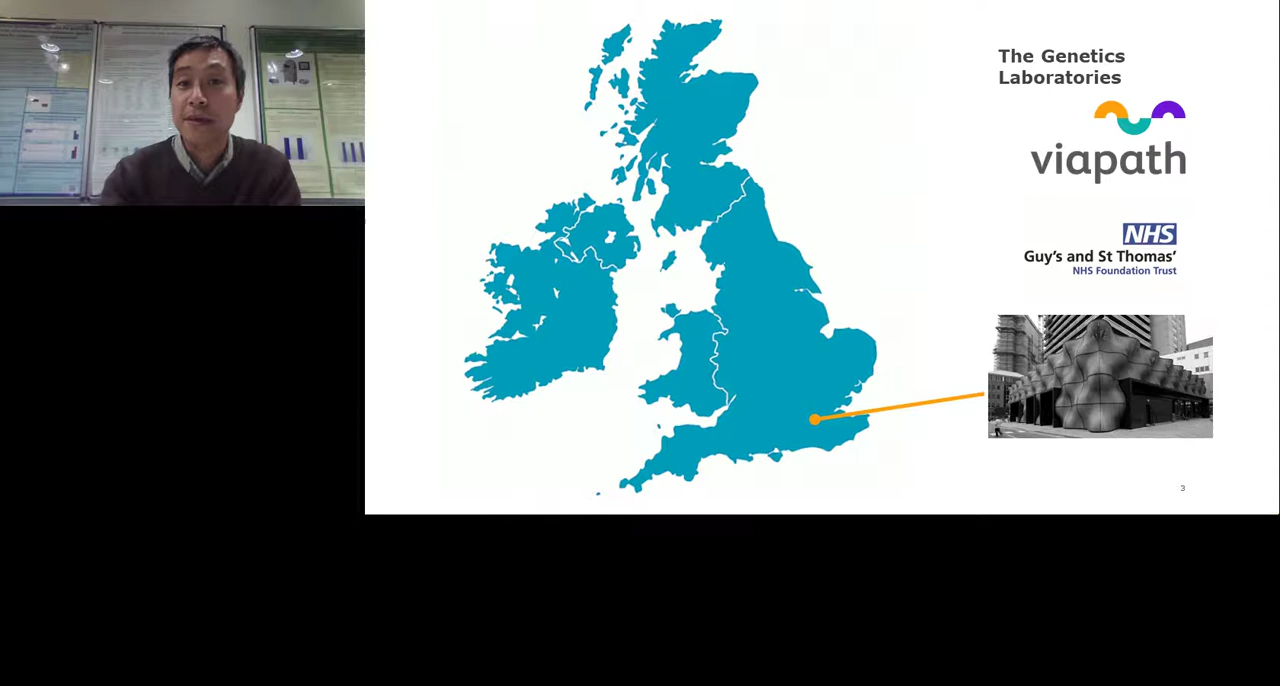 The Genetics
Laboratories
viapath
NHS
Guy's and St Thomas'
NHS Foundation Trust
3